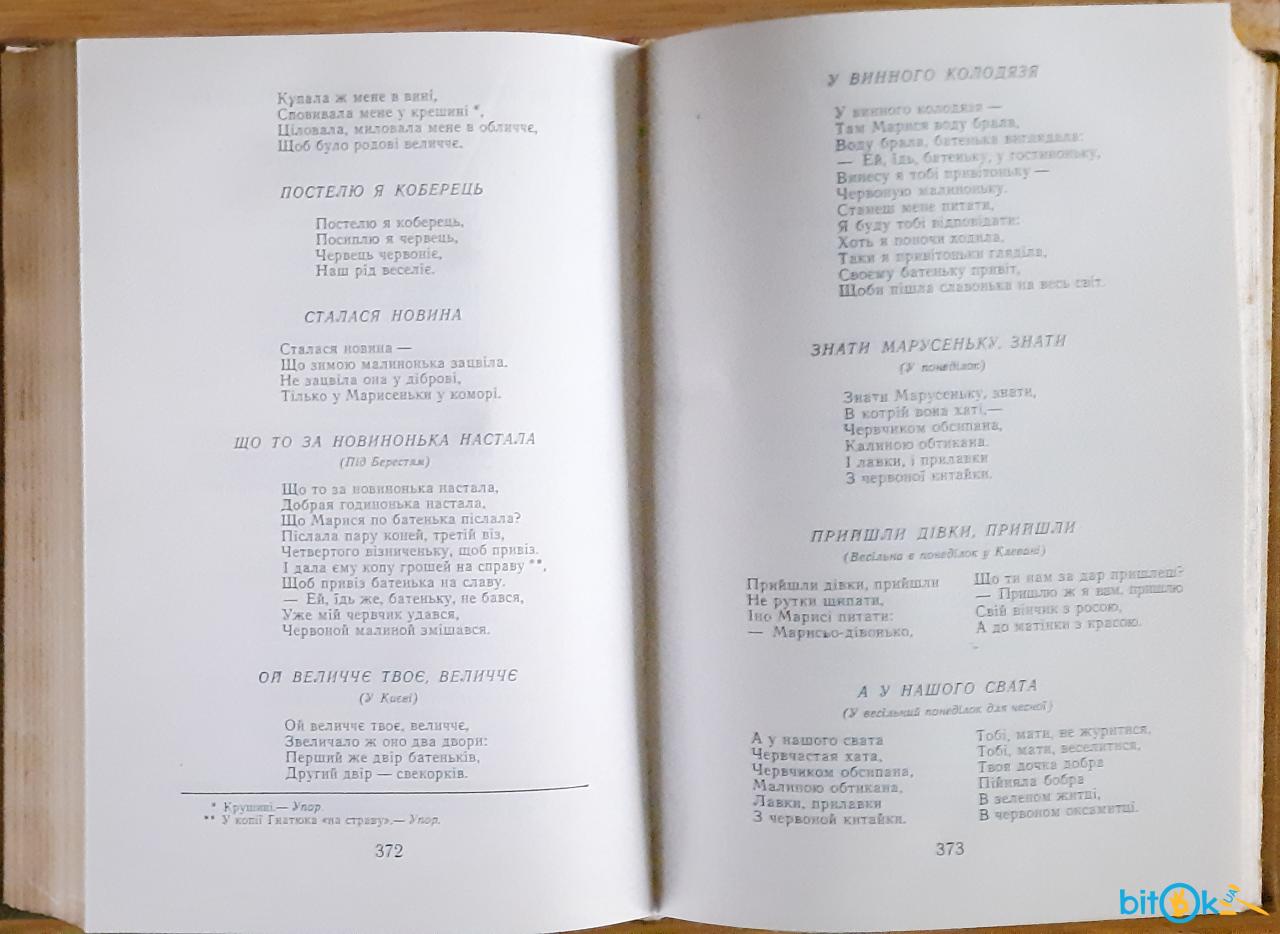 Купала ж мене в вині,
Сповивала мене у крешині *,
Ціловала, миловала мене в обличчє,
Щоб було родові величчє.
ПОСТЕЛЮ Я КОБЕРЕЦЬ
Постелю я коберець,
Посиплю я червець,
Червець червоніє,
Наш рід веселіє.
СТАЛАСЯ НОВИНА
Сталася новина —
Що зимою малинонька зацвіла.
Не зацвіла она у діброві,
Тілько у Марисеньки у коморі.
ЩО ТО ЗА НОВИНОНЬКА НАСТАЛА
(Під Берестям)
Що то за новинонька настала,
Добрая годинонька настала,
Що Марися по батенька післала?
Післала пару коней, третій віз,
Четвертого візниченьку, щоб привіз.
І дала єму копу грошей на справу **,
Щоб привіз батенька на славу.
— Ей, їдь же, батеньку, не бався,
Уже мій червчик удався,
Червоной малиной змішався.
ОЙ ВЕЛИЧЧЄ ТВОЄ, ВЕЛИЧЧЄ
(У Києві)
Ой величчє твоє, величчє,
Звеличало ж оно два двори:
Перший же двір батеньків,
Другий двір — свекорків.
* Крушині.— Упор.
** У копії Гнатюка «на страву».— Упор.
372
У ВИННОГО КОЛОДЯЗЯ
У винного колодязя —
Там Марися воду брала,
Воду брала, батенька виглядала:
— Ей, їдь, батеньку, у гостиноньку,
Винесу я тобі привітоньку —
Червоную малиноньку.
Станеш мене питати,
Я буду тобі відповідати:
Хоть я поночи ходила,
Таки я привітоньки гляділа,
Своєму батеньку привіт,
Щоби пішла славонька на весь світ.
ЗНАТИ МАРУСЕНЬКУ, ЗНАТИ
(У понеділок)
Знати Марусеньку, знати,
В котрій вона хаті,—
Червчиком обсипана,
Калиною обтикана.
І лавки, і прилавки
З червоної китайки.
ПРИЙШЛИ ДІВКИ, ПРИЙШЛИ
(Весільна в понеділок у Клевані)
Прийшли дівки, прийшли
Не рутки щипати,
Іно Марисі питати:
— Марисьо-дівонько,
Що ти нам за дар пришлеш?
— Пришлю ж я вам, пришлю
Свій вінчик з росою,
А до матінки з красою.
А У НАШОГО СВАТА
(У весільний понеділок для чесної)
А у нашого свата
Червчастая хата,
Червчиком обсипана,
Малиною обтикана,
Лавки, прилавки
З червоной китайки.
Тобі, мати, не журитися,
Тобі, мати, веселитися,
Твоя дочка добра
Пійняла бобра
В зеленом житці,
В червоном оксамитці.
373
bitOk
UA